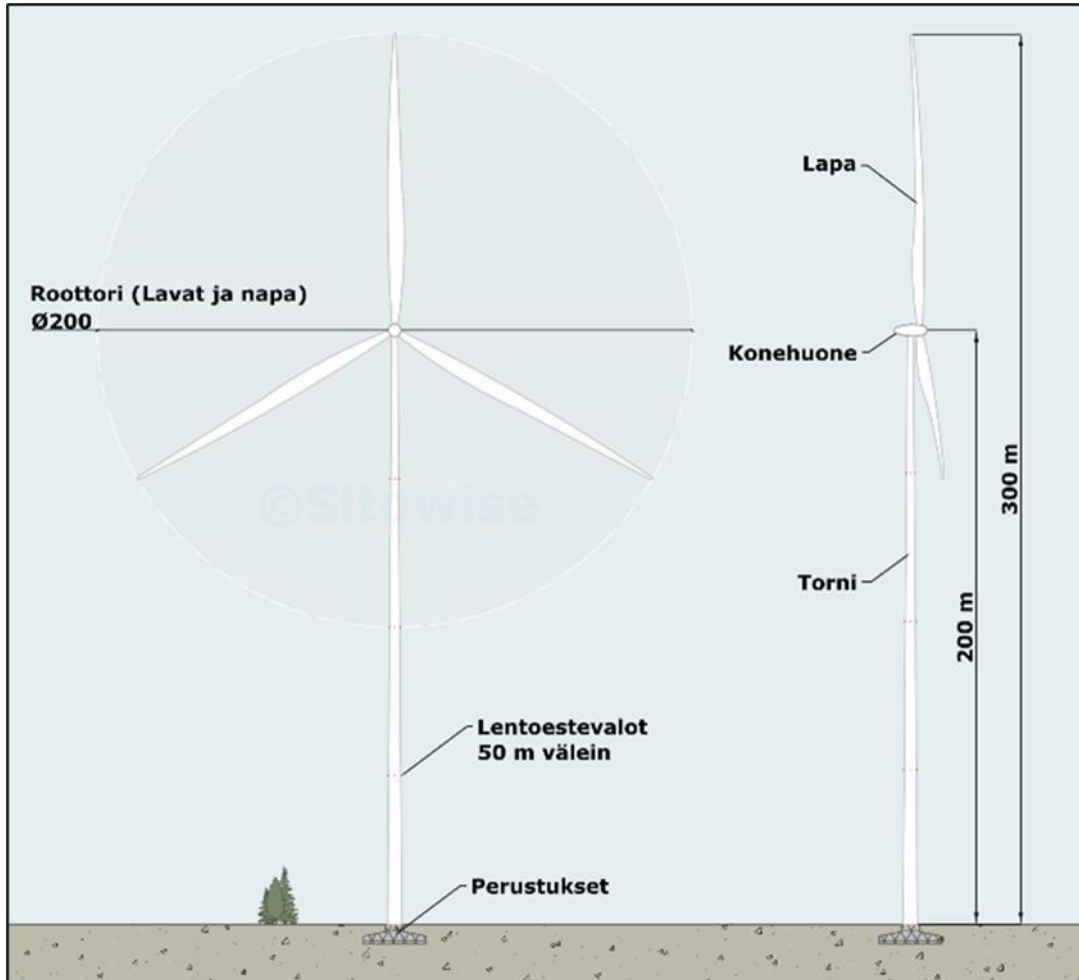 Lapa
Roottori (Lavat ja napa)
Ø200
Konehuone
©Sitowise
300 m
Torni
200 m
Lentoestevalot
50 m välein
Perustukset